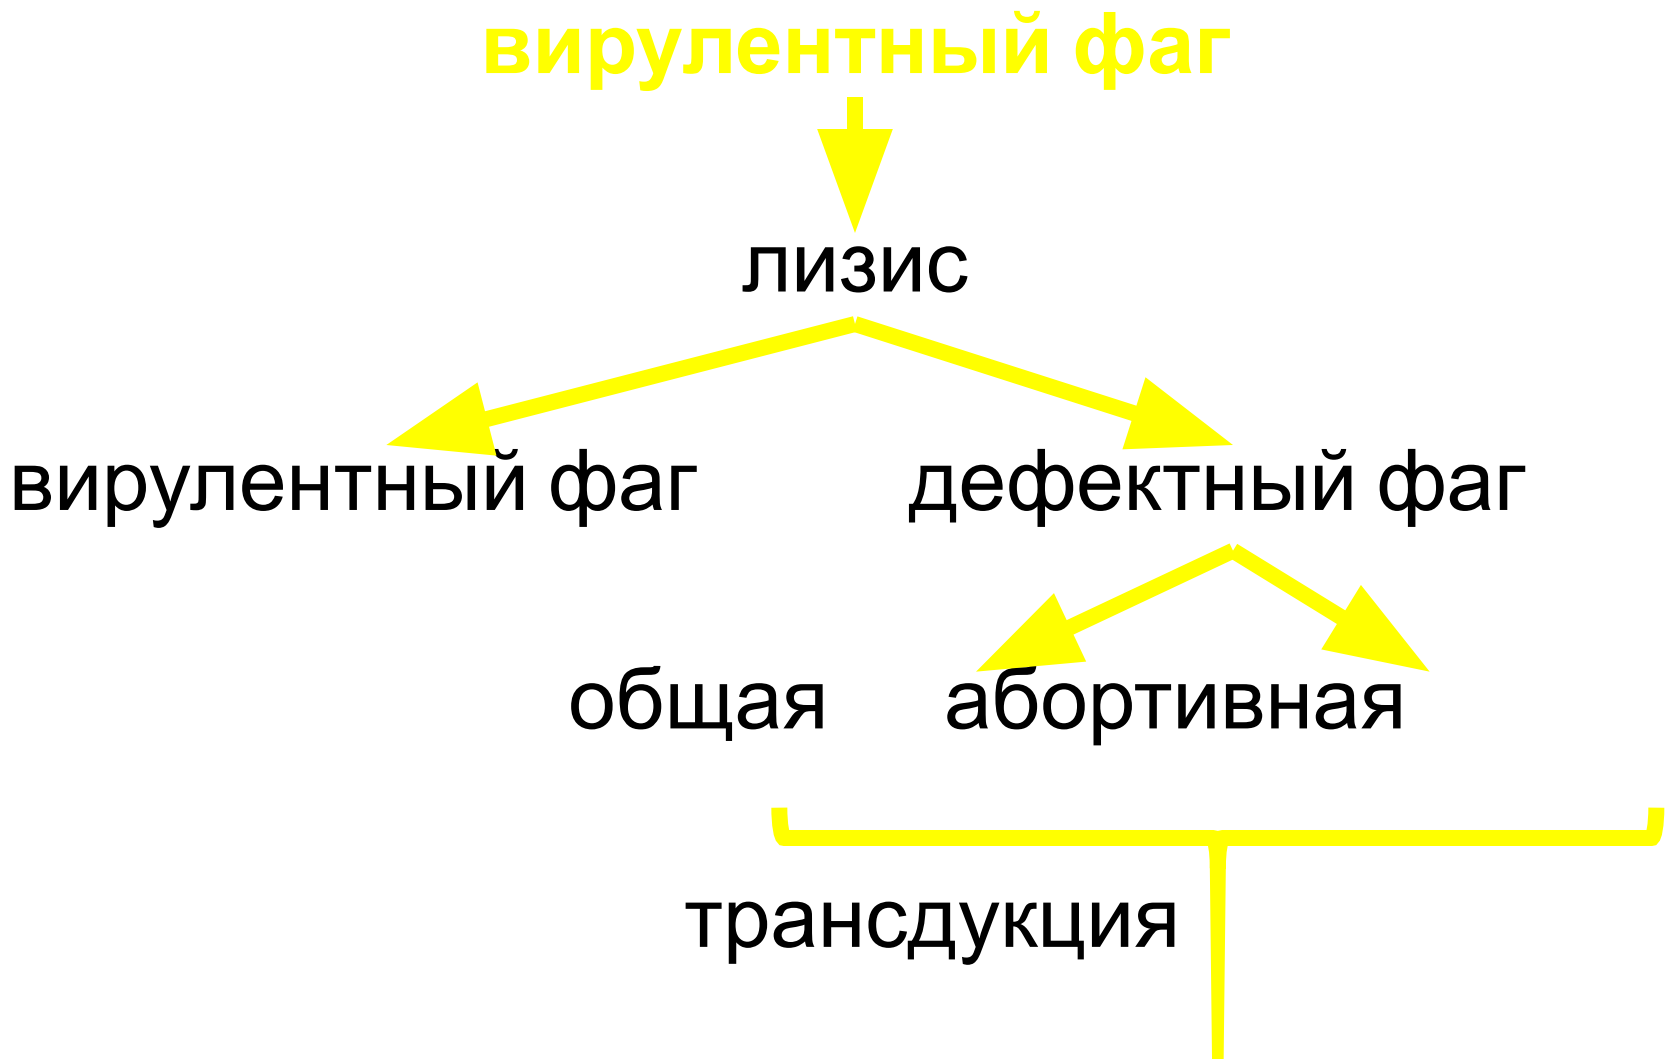 вирулентный фаг
лизис
вирулентный фаг дефектный фаг
общая абортивная
трансдукция